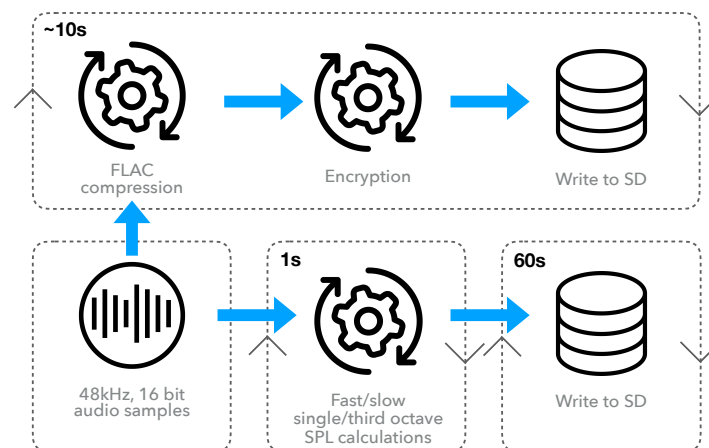 ~10s
FLAC
compression
Encryption
Write to SD
1s
60s
48kHz, 16 bit
audio samples
Fast/slow
single/third octave
SPL calculations
Write to SD